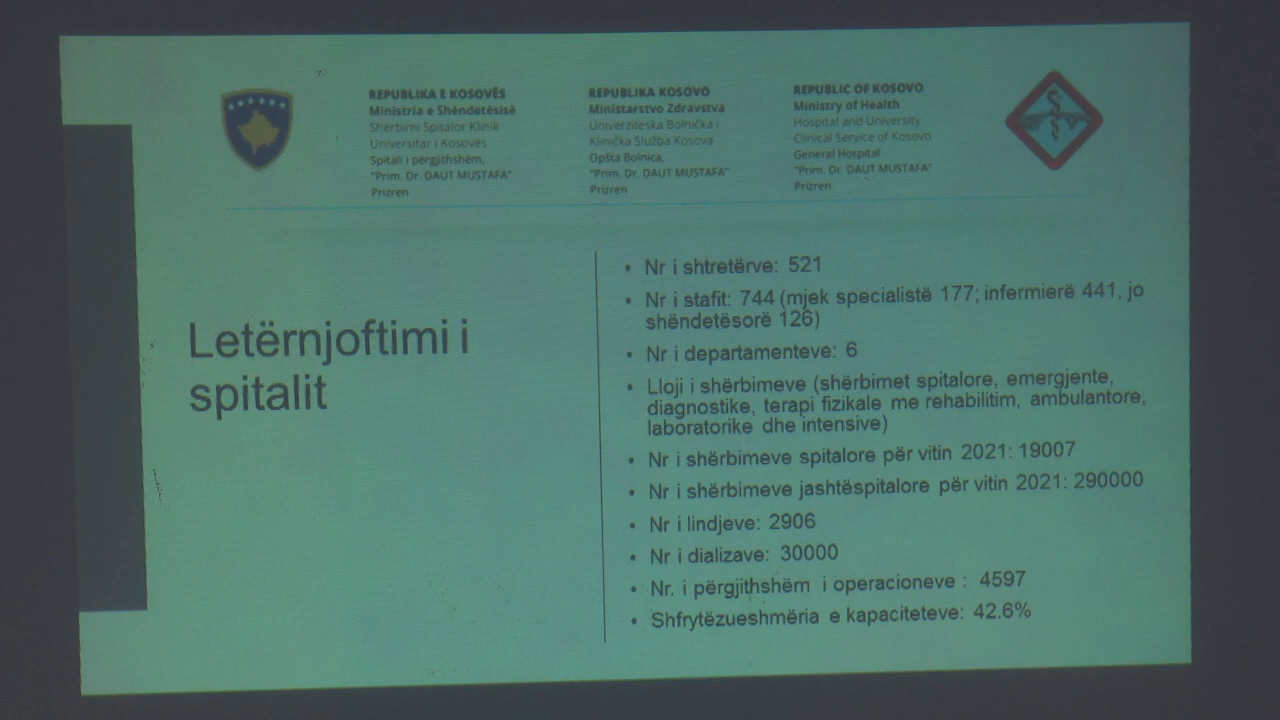 REPUBLIKA E KOSOVËS
Ministria e Shëndetësisë
Shërbimi Spitalor Klinik
Universitar i Kosovës
Spitali i përgjithshëm,
"Prim. Dr. DAUT MUSTAFA"
Prizren
REPUBLIKA KOSOVO
Ministarstvo Zdravstva
Univerziteska Bolnička i
Klinička Služba Kosova
Opšta Bolnica,
"Prim. Dr. DAUT MUSTAFA"
Prizren
REPUBLIC OF KOSOVO
Ministry of Health
Hospital and University
Clinical Service of Kosovo
General Hospital
"Prim. Dr. DAUT MUSTAFA"
Prizren
Letërnjoftimi i
spitalit
• Nr i shtretërve: 521
• Nr i stafit: 744 (mjek specialistë 177; infermierë 441, jo
shëndetësorë 126)
• Nr i departamenteve: 6
• Lloji i shërbimeve (shërbimet spitalore, emergjente,
diagnostike, terapi fizikale me rehabilitim, ambulantore,
laboratorike dhe intensive)
• Nr i shërbimeve spitalore për vitin 2021: 19007
• Nr i shërbimeve jashtëspitalore për vitin 2021: 290000
• Nr i lindjeve: 2906
• Nr i dializave: 30000
• Nr. i përgjithshëm i operacioneve : 4597
• Shfrytëzueshmëria e kapaciteteve: 42.6%